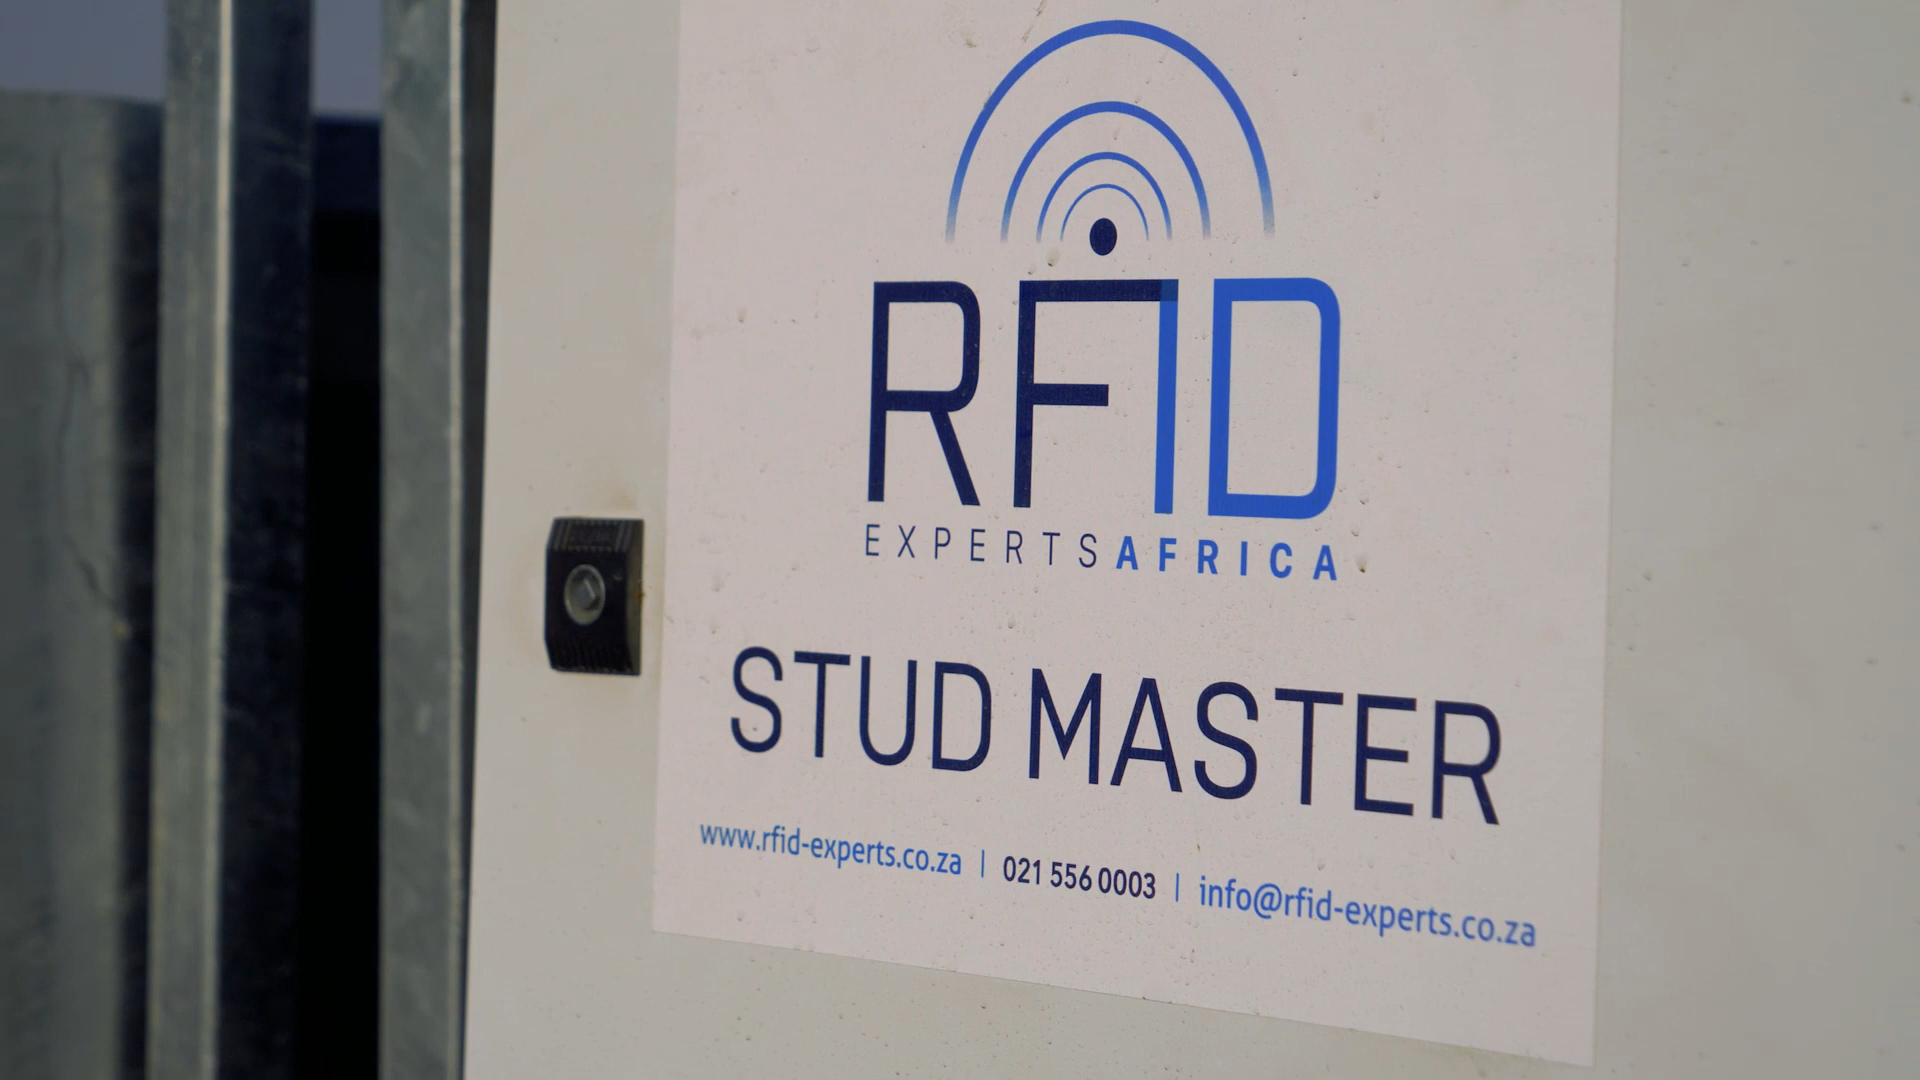 RFID
EXPERTSAFRICA
STUD MASTER
www.rfid-experts.co.za | 021 556 0003 | info@rfid-experts.co.za